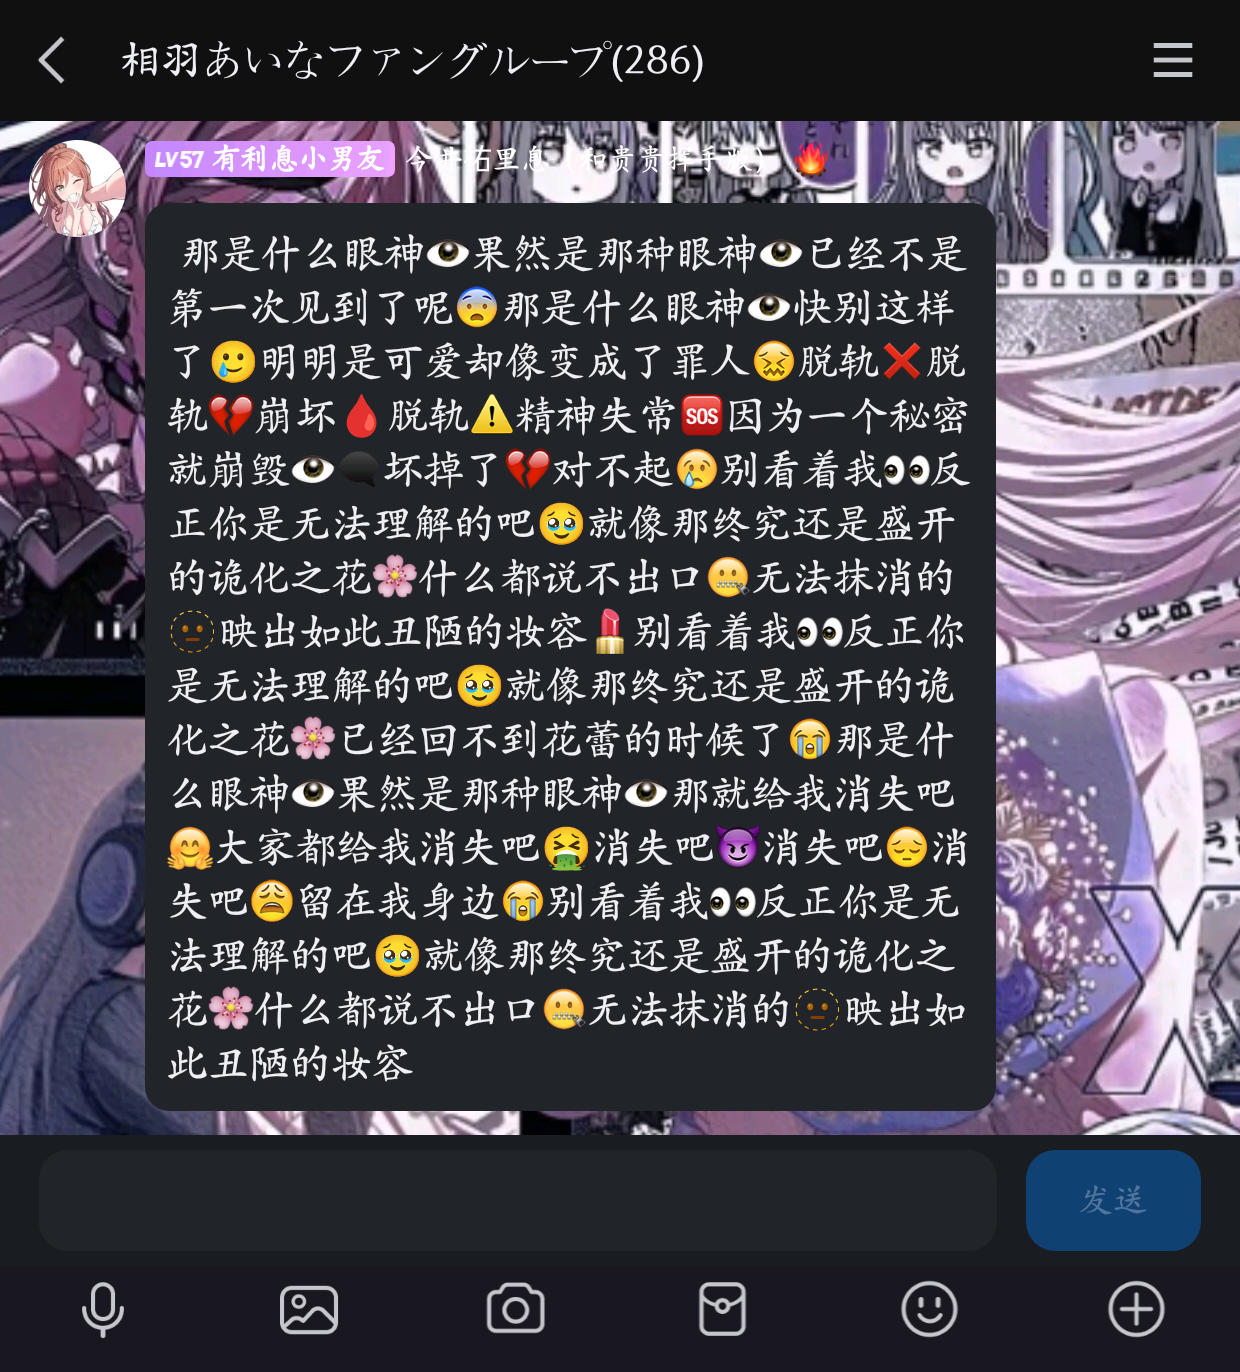 相羽あいなファングループ(286)
LV57 有利息小男友 今井右里息（和贵贵挥手版）🔥
那是什么眼神👁️果然是那种眼神👁️已经不是
第一次见到了呢😨那是什么眼神👁️快别这样
了🥲明明是可爱却像变成了罪人😖脱轨❌脱
轨💔崩坏🩸脱轨⚠️精神失常🆘因为一个秘密
就崩毁👁️‍🗨️坏掉了💔对不起😢别看着我👀反
正你是无法理解的吧🥹就像那终究还是盛开
的诡化之花🌸什么都说不出口🤐无法抹消的
🫥映出如此丑陋的妆容💄别看着我👀反正你
是无法理解的吧🥹就像那终究还是盛开的诡
化之花🌸已经回不到花蕾的时候了😭那是什
么眼神👁️果然是那种眼神👁️那就给我消失吧
🤗大家都给我消失吧🤮消失吧😈消失吧😔消
失吧😩留在我身边😭别看着我👀反正你是无
法理解的吧🥹就像那终究还是盛开的诡化之
花🌸什么都说不出口🤐无法抹消的🫥映出如
此丑陋的妆容
发送